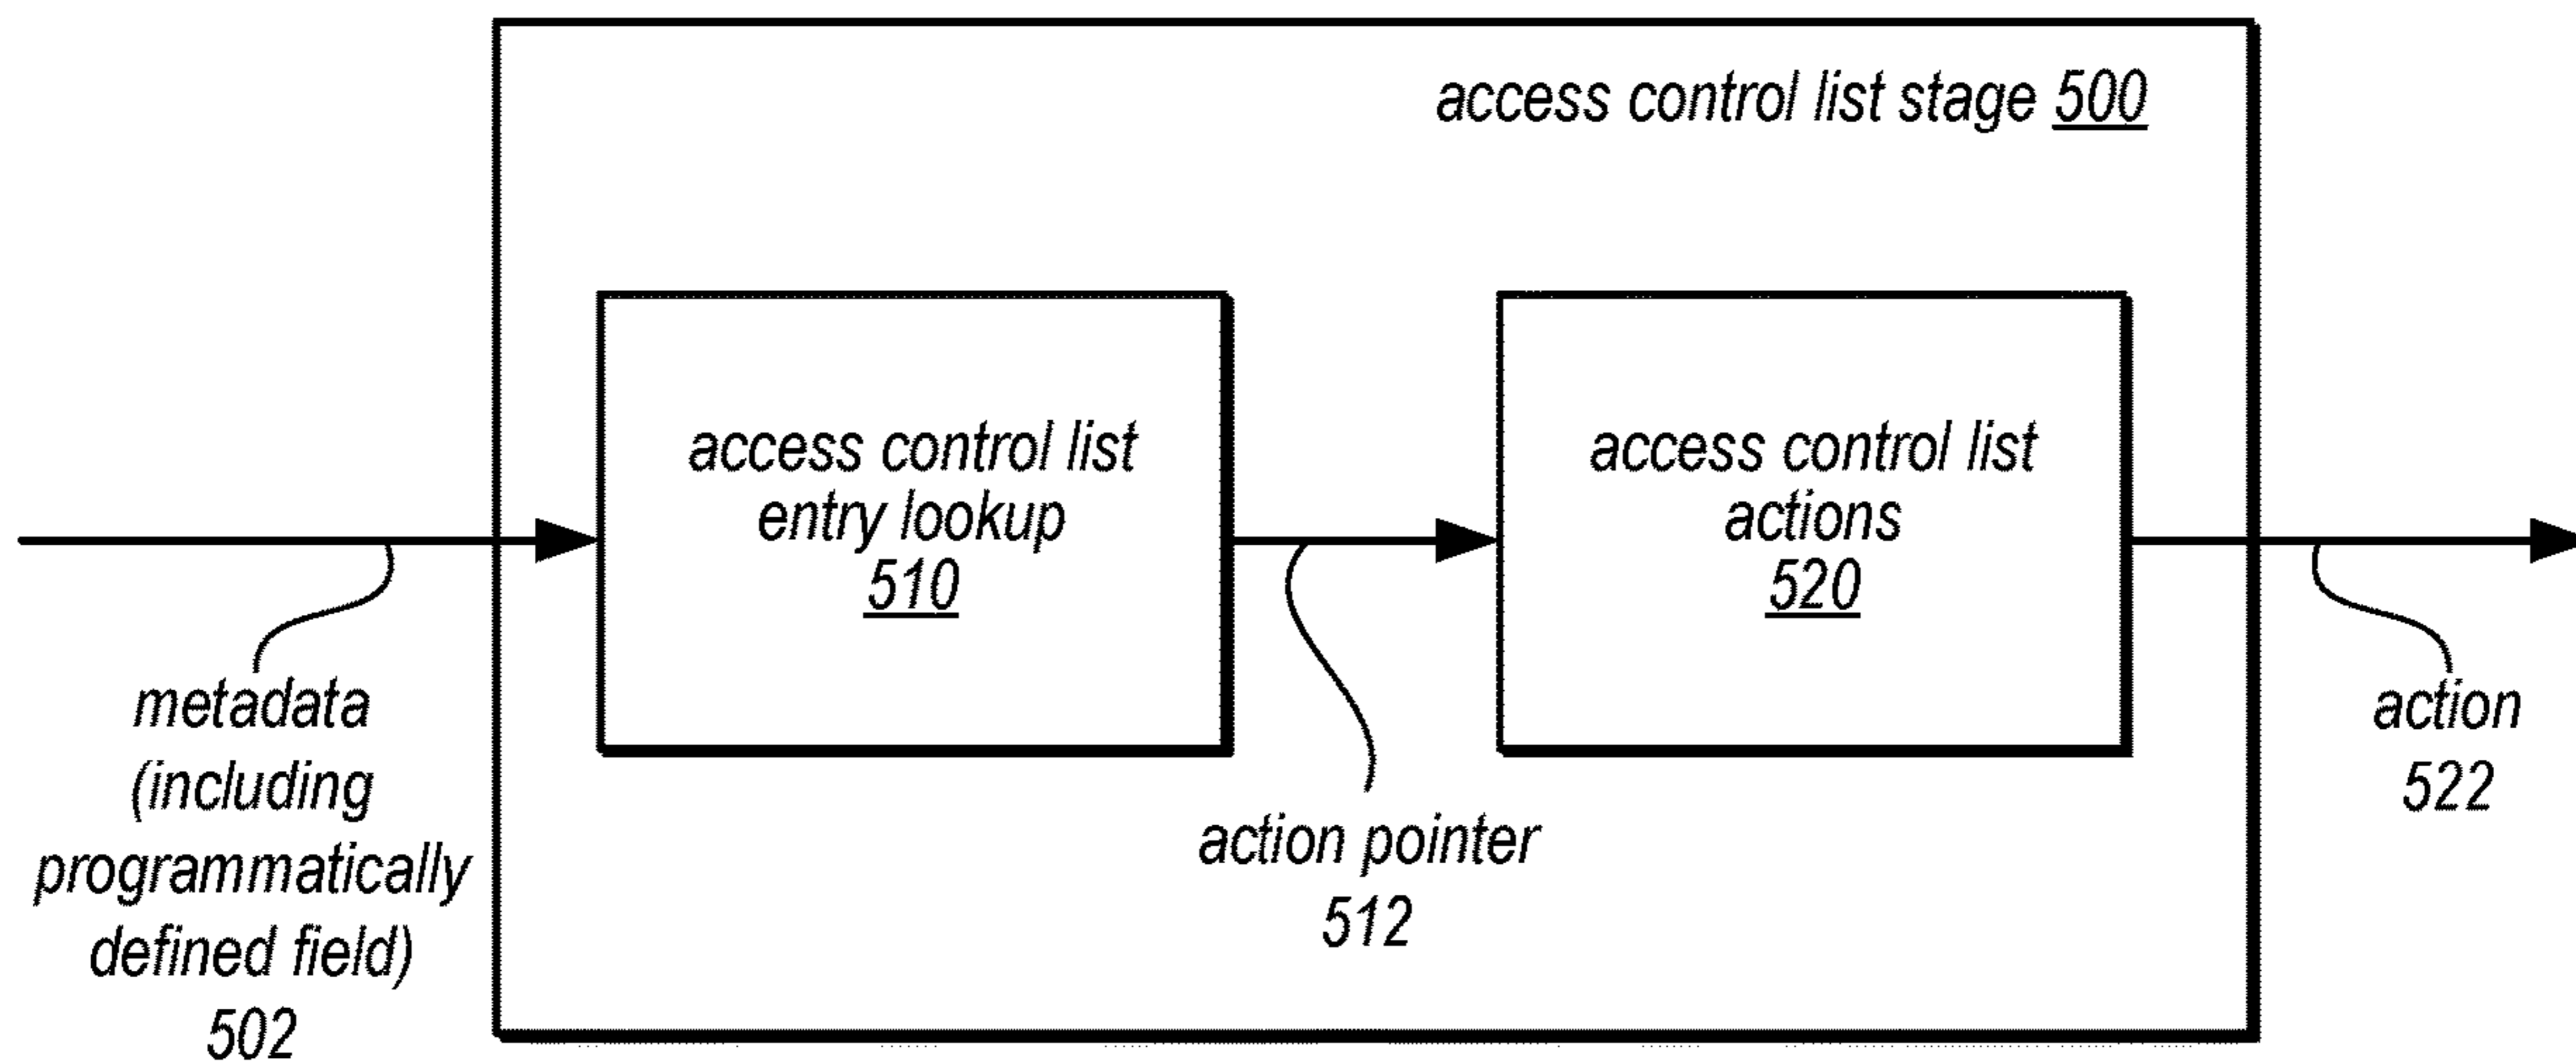 access control list stage 500
access control list
entry lookup
510
access control list
actions
520
metadata
(including
programmatically
defined field)
502
action pointer
512
action
522